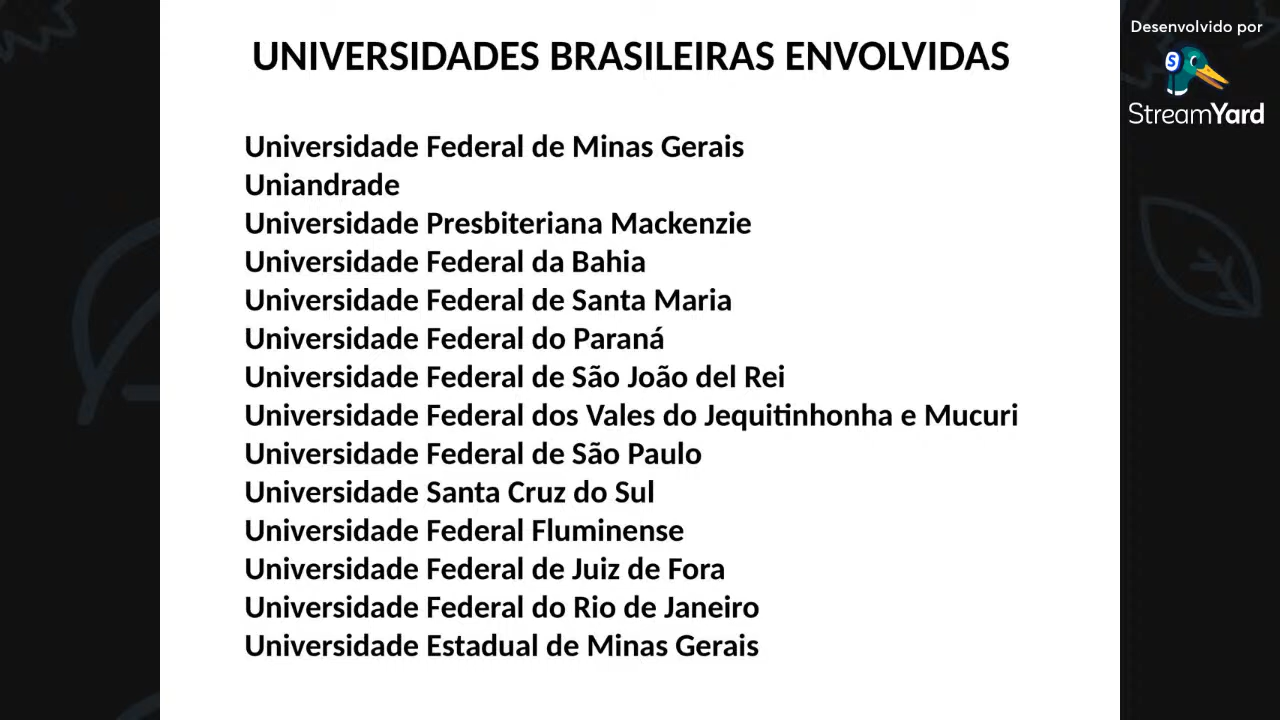 UNIVERSIDADES BRASILEIRAS ENVOLVIDAS
Universidade Federal de Minas Gerais
Uniandrade
Universidade Presbiteriana Mackenzie
Universidade Federal da Bahia
Universidade Federal de Santa Maria
Universidade Federal do Paraná
Universidade Federal de São João del Rei
Universidade Federal dos Vales do Jequitinhonha e Mucuri
Universidade Federal de São Paulo
Universidade Santa Cruz do Sul
Universidade Federal Fluminense
Universidade Federal de Juiz de Fora
Universidade Federal do Rio de Janeiro
Universidade Estadual de Minas Gerais
Desenvolvido por
S
StreamYard